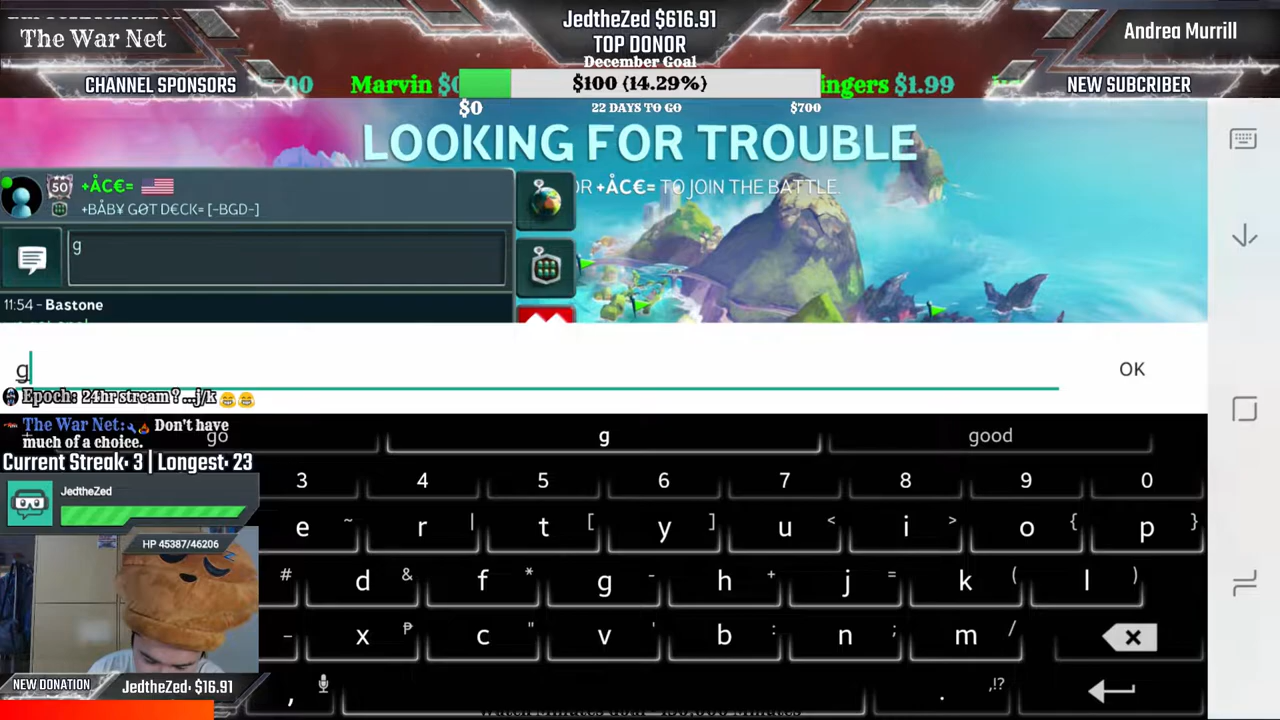 The War Net
JedtheZed $616.91
TOP DONOR
Andrea Murrill
CHANNEL SPONSORS
Marvin
December Goal
$100 (14.29%)
ingers $1.99
NEW SUBCRIBER
$0
22 DAYS TO GO
$700
LOOKING FOR TROUBLE
OR +ÅC€= TO JOIN THE BATTLE.
50
+ÅC€=
+BÅB¥ GØT D€CK= [-BGD-]
g
11:54 - Bastone
g
OK
Epoch: 24hr stream ? ...j/k 😂😂
The War Net: Don't have
much of a choice.
go
g
good
Current Streak: 3 | Longest: 23
3 4 5 6 7 8 9 0
JedtheZed
e ~ r | t [ y ] u < i > o { p }
HP 45387/46206
# d & f * g - h + j = k ( l )
_ x ₱ c " v ' b : n ; m /
NEW DONATION
JedtheZed: $16.91
, . ,!?